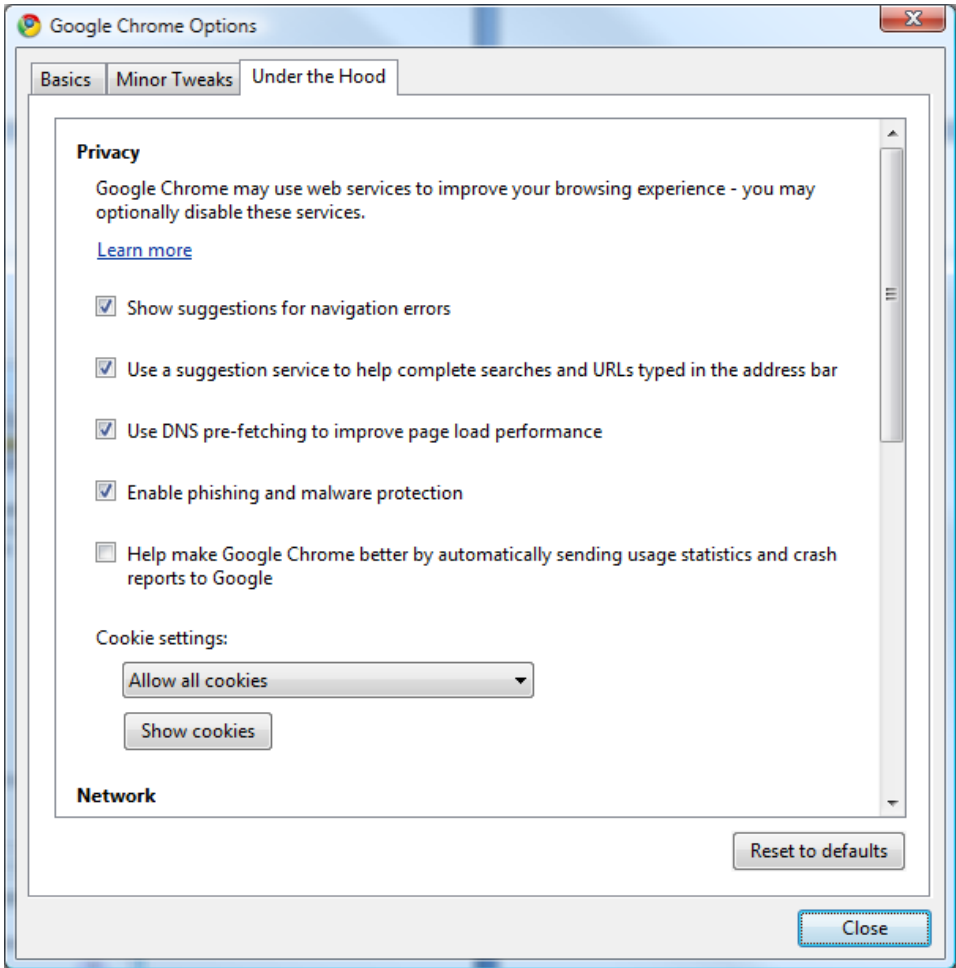 Google Chrome Options
Basics
Minor Tweaks
Under the Hood
Privacy
Google Chrome may use web services to improve your browsing experience - you may
optionally disable these services.
Learn more
Show suggestions for navigation errors
Use a suggestion service to help complete searches and URLs typed in the address bar
Use DNS pre-fetching to improve page load performance
Enable phishing and malware protection
Help make Google Chrome better by automatically sending usage statistics and crash
reports to Google
Cookie settings:
Allow all cookies
Show cookies
Network
Reset to defaults
Close